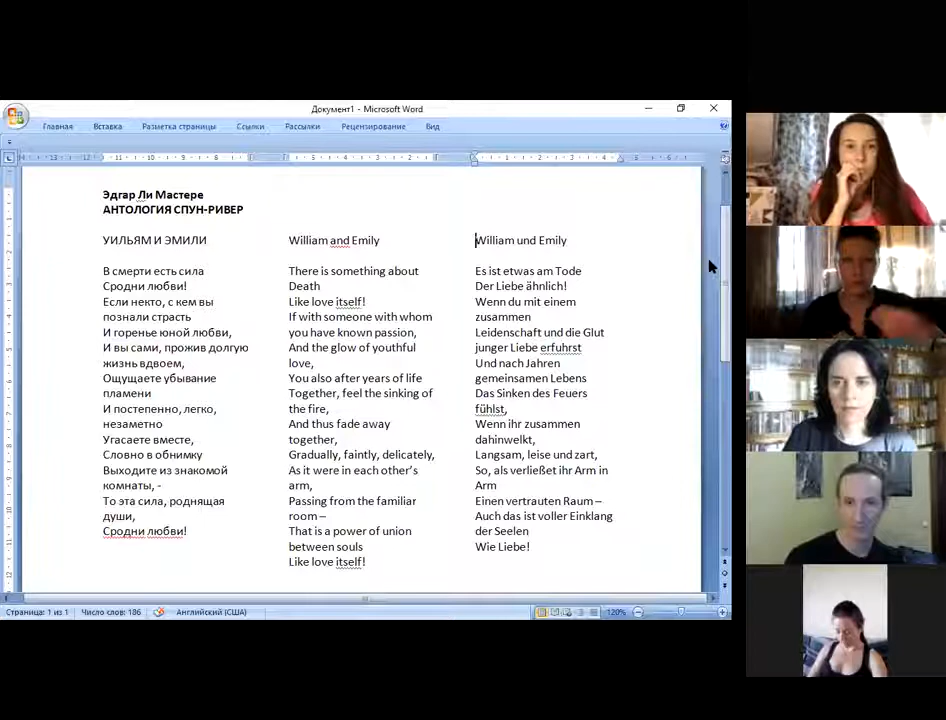 Документ1 - Microsoft Word
Главная Вставка Разметка страницы Ссылки Рассылки Рецензирование Вид
Эдгар Ли Мастере
АНТОЛОГИЯ СПУН-РИВЕР
УИЛЬЯМ И ЭМИЛИ
В смерти есть сила
Сродни любви!
Если некто, с кем вы
познали страсть
И горенье юной любви,
И вы сами, прожив долгую
жизнь вдвоем,
Ощущаете убывание
пламени
И постепенно, легко,
незаметно
Угасаете вместе,
Словно в обнимку
Выходите из знакомой
комнаты, -
То эта сила, роднящая
души,
Сродни любви!
William and Emily
There is something about
Death
Like love itself!
If with someone with whom
you have known passion,
And the glow of youthful
love,
You also after years of life
Together, feel the sinking of
the fire,
And thus fade away
together,
Gradually, faintly, delicately,
As it were in each other's
arm,
Passing from the familiar
room –
That is a power of union
between souls
Like love itself!
William und Emily
Es ist etwas am Tode
Der Liebe ähnlich!
Wenn du mit einem
zusammen
Leidenschaft und die Glut
junger Liebe erfuhrst
Und nach Jahren
gemeinsamen Lebens
Das Sinken des Feuers
fühlst,
Wenn ihr zusammen
dahinwelkt,
Langsam, leise und zart,
So, als verließet ihr Arm in
Arm
Einen vertrauten Raum –
Auch das ist voller Einklang
der Seelen
Wie Liebe!
Страница: 1 из 1 Число слов: 186 Английский (США) 120%